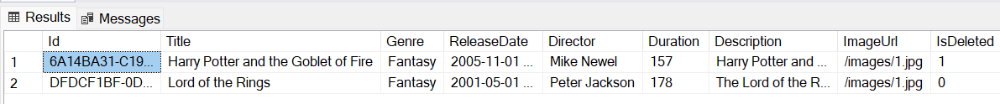 Results Messages
Id Title Genre ReleaseDate Director Duration Description ImageUrl IsDeleted
1 6A14BA31-C19... Harry Potter and the Goblet of Fire Fantasy 2005-11-01 ... Mike Newel 157 Harry Potter and ... /images/1.jpg 1
2 DFDCF1BF-0D... Lord of the Rings Fantasy 2001-05-01 ... Peter Jackson 178 The Lord of the R... /images/1.jpg 0